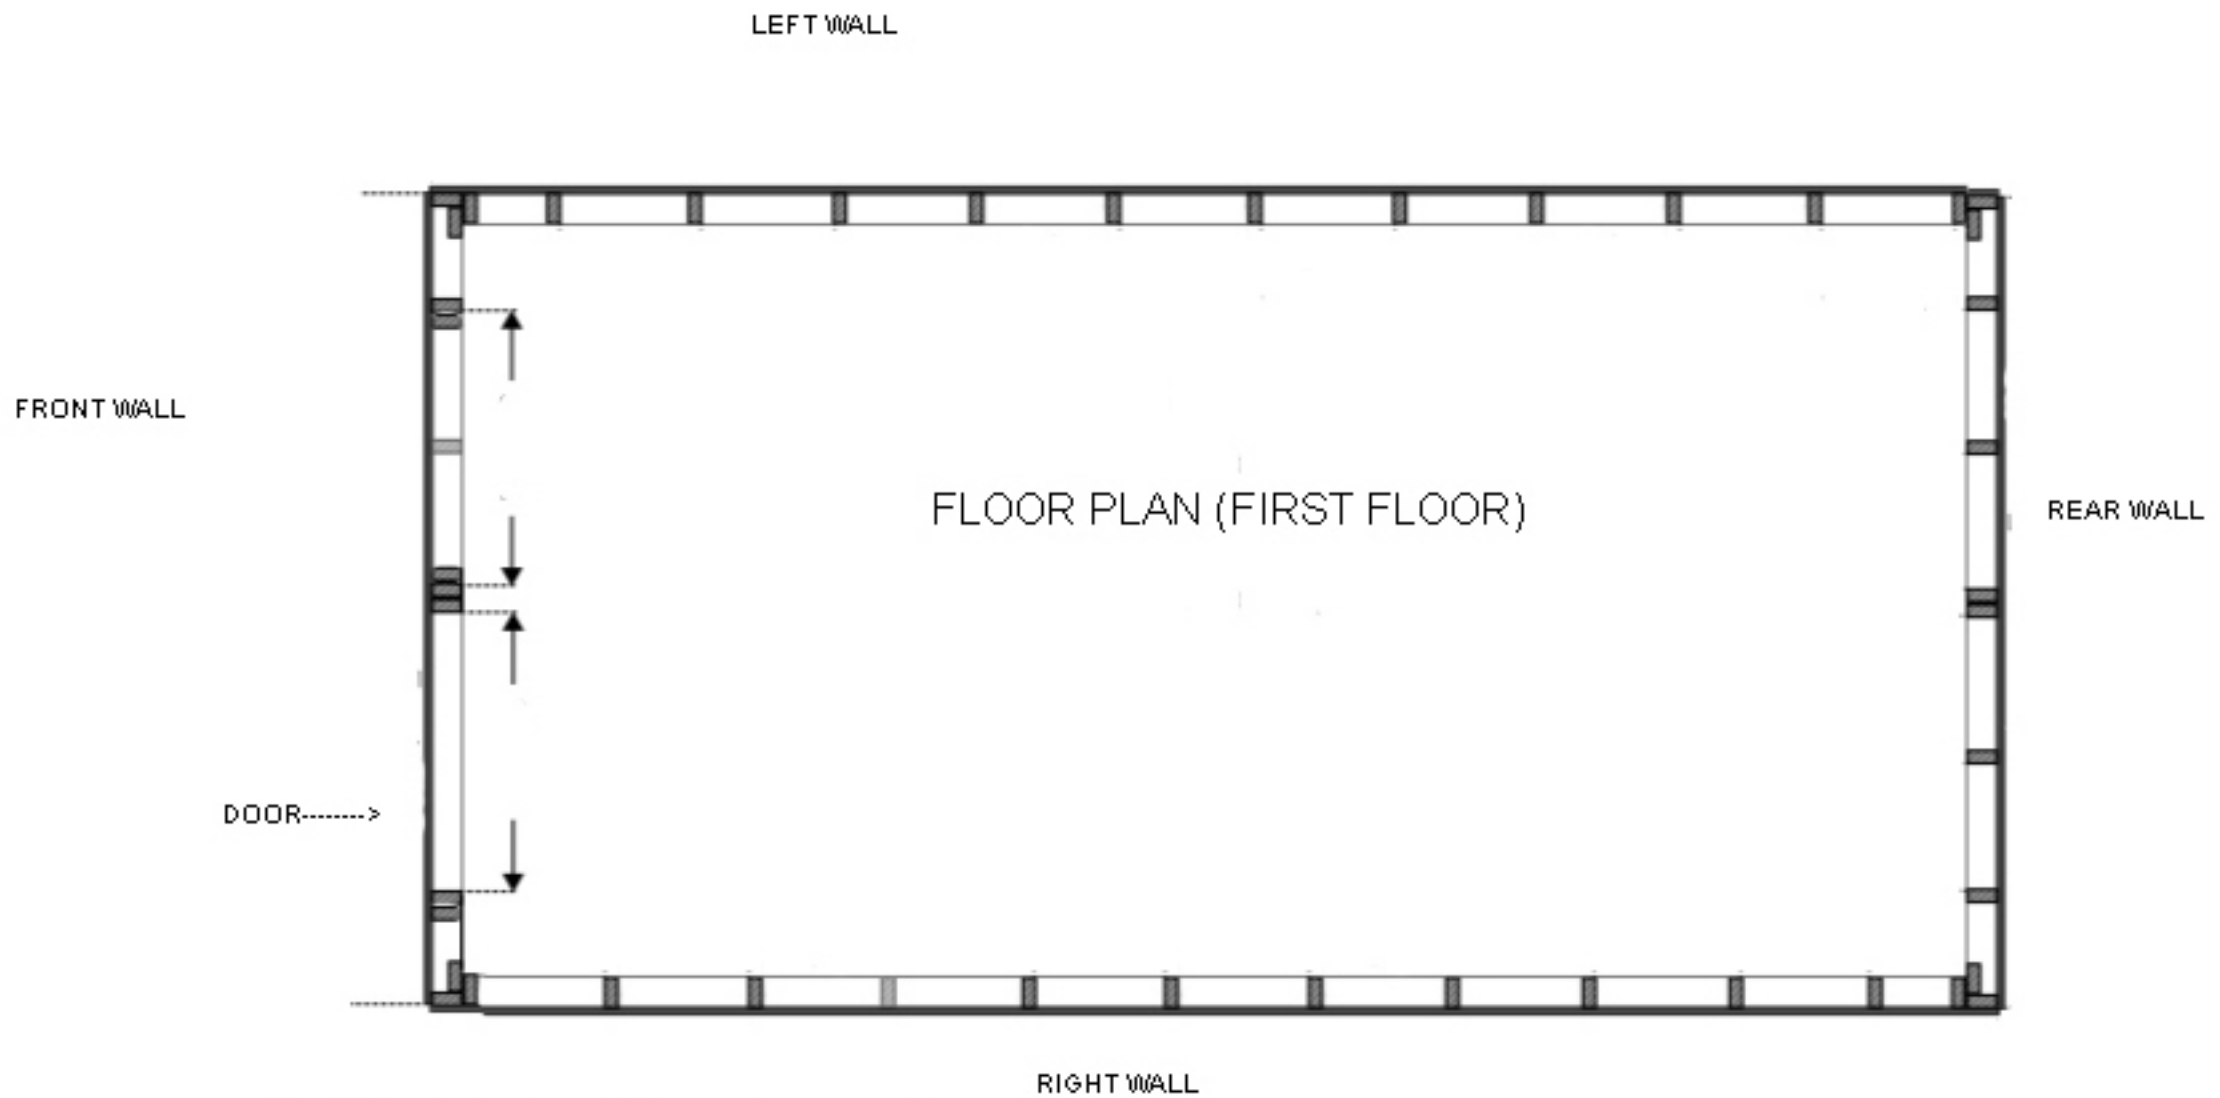 LEFT WALL
FRONT WALL
FLOOR PLAN (FIRST FLOOR)
REAR WALL
DOOR-------->
RIGHT WALL